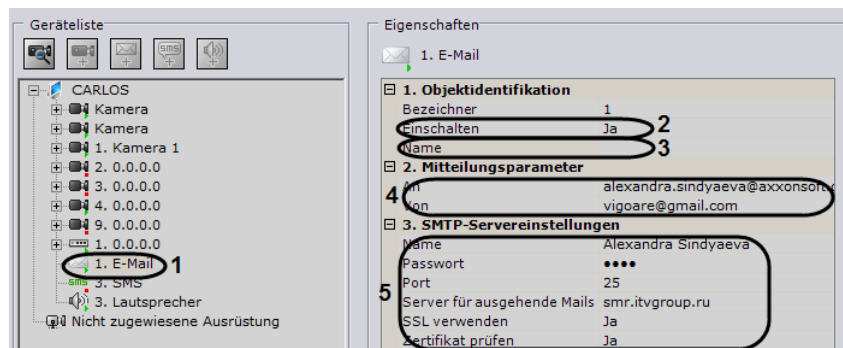 Geräteliste
sms
CARLOS
Kamera
Kamera
1. Kamera 1
2. 0.0.0.0
3. 0.0.0.0
4. 0.0.0.0
9. 0.0.0.0
1. 0.0.0.0
1. E-Mail 1
sms 3. SMS
3. Lautsprecher
Nicht zugewiesene Ausrüstung
Eigenschaften
1. E-Mail
1. Objektidentifikation
Bezeichner 1
Einschalten Ja 2
Name 3
2. Mitteilungsparameter
4
An alexandra.sindyaeva@axxonsoft.
Von vigoare@gmail.com
3. SMTP-Servereinstellungen
Name Alexandra Sindyaeva
Passwort ••••
Port 25
5
Server für ausgehende Mails smr.itvgroup.ru
SSL verwenden Ja
Zertifikat prüfen Ja